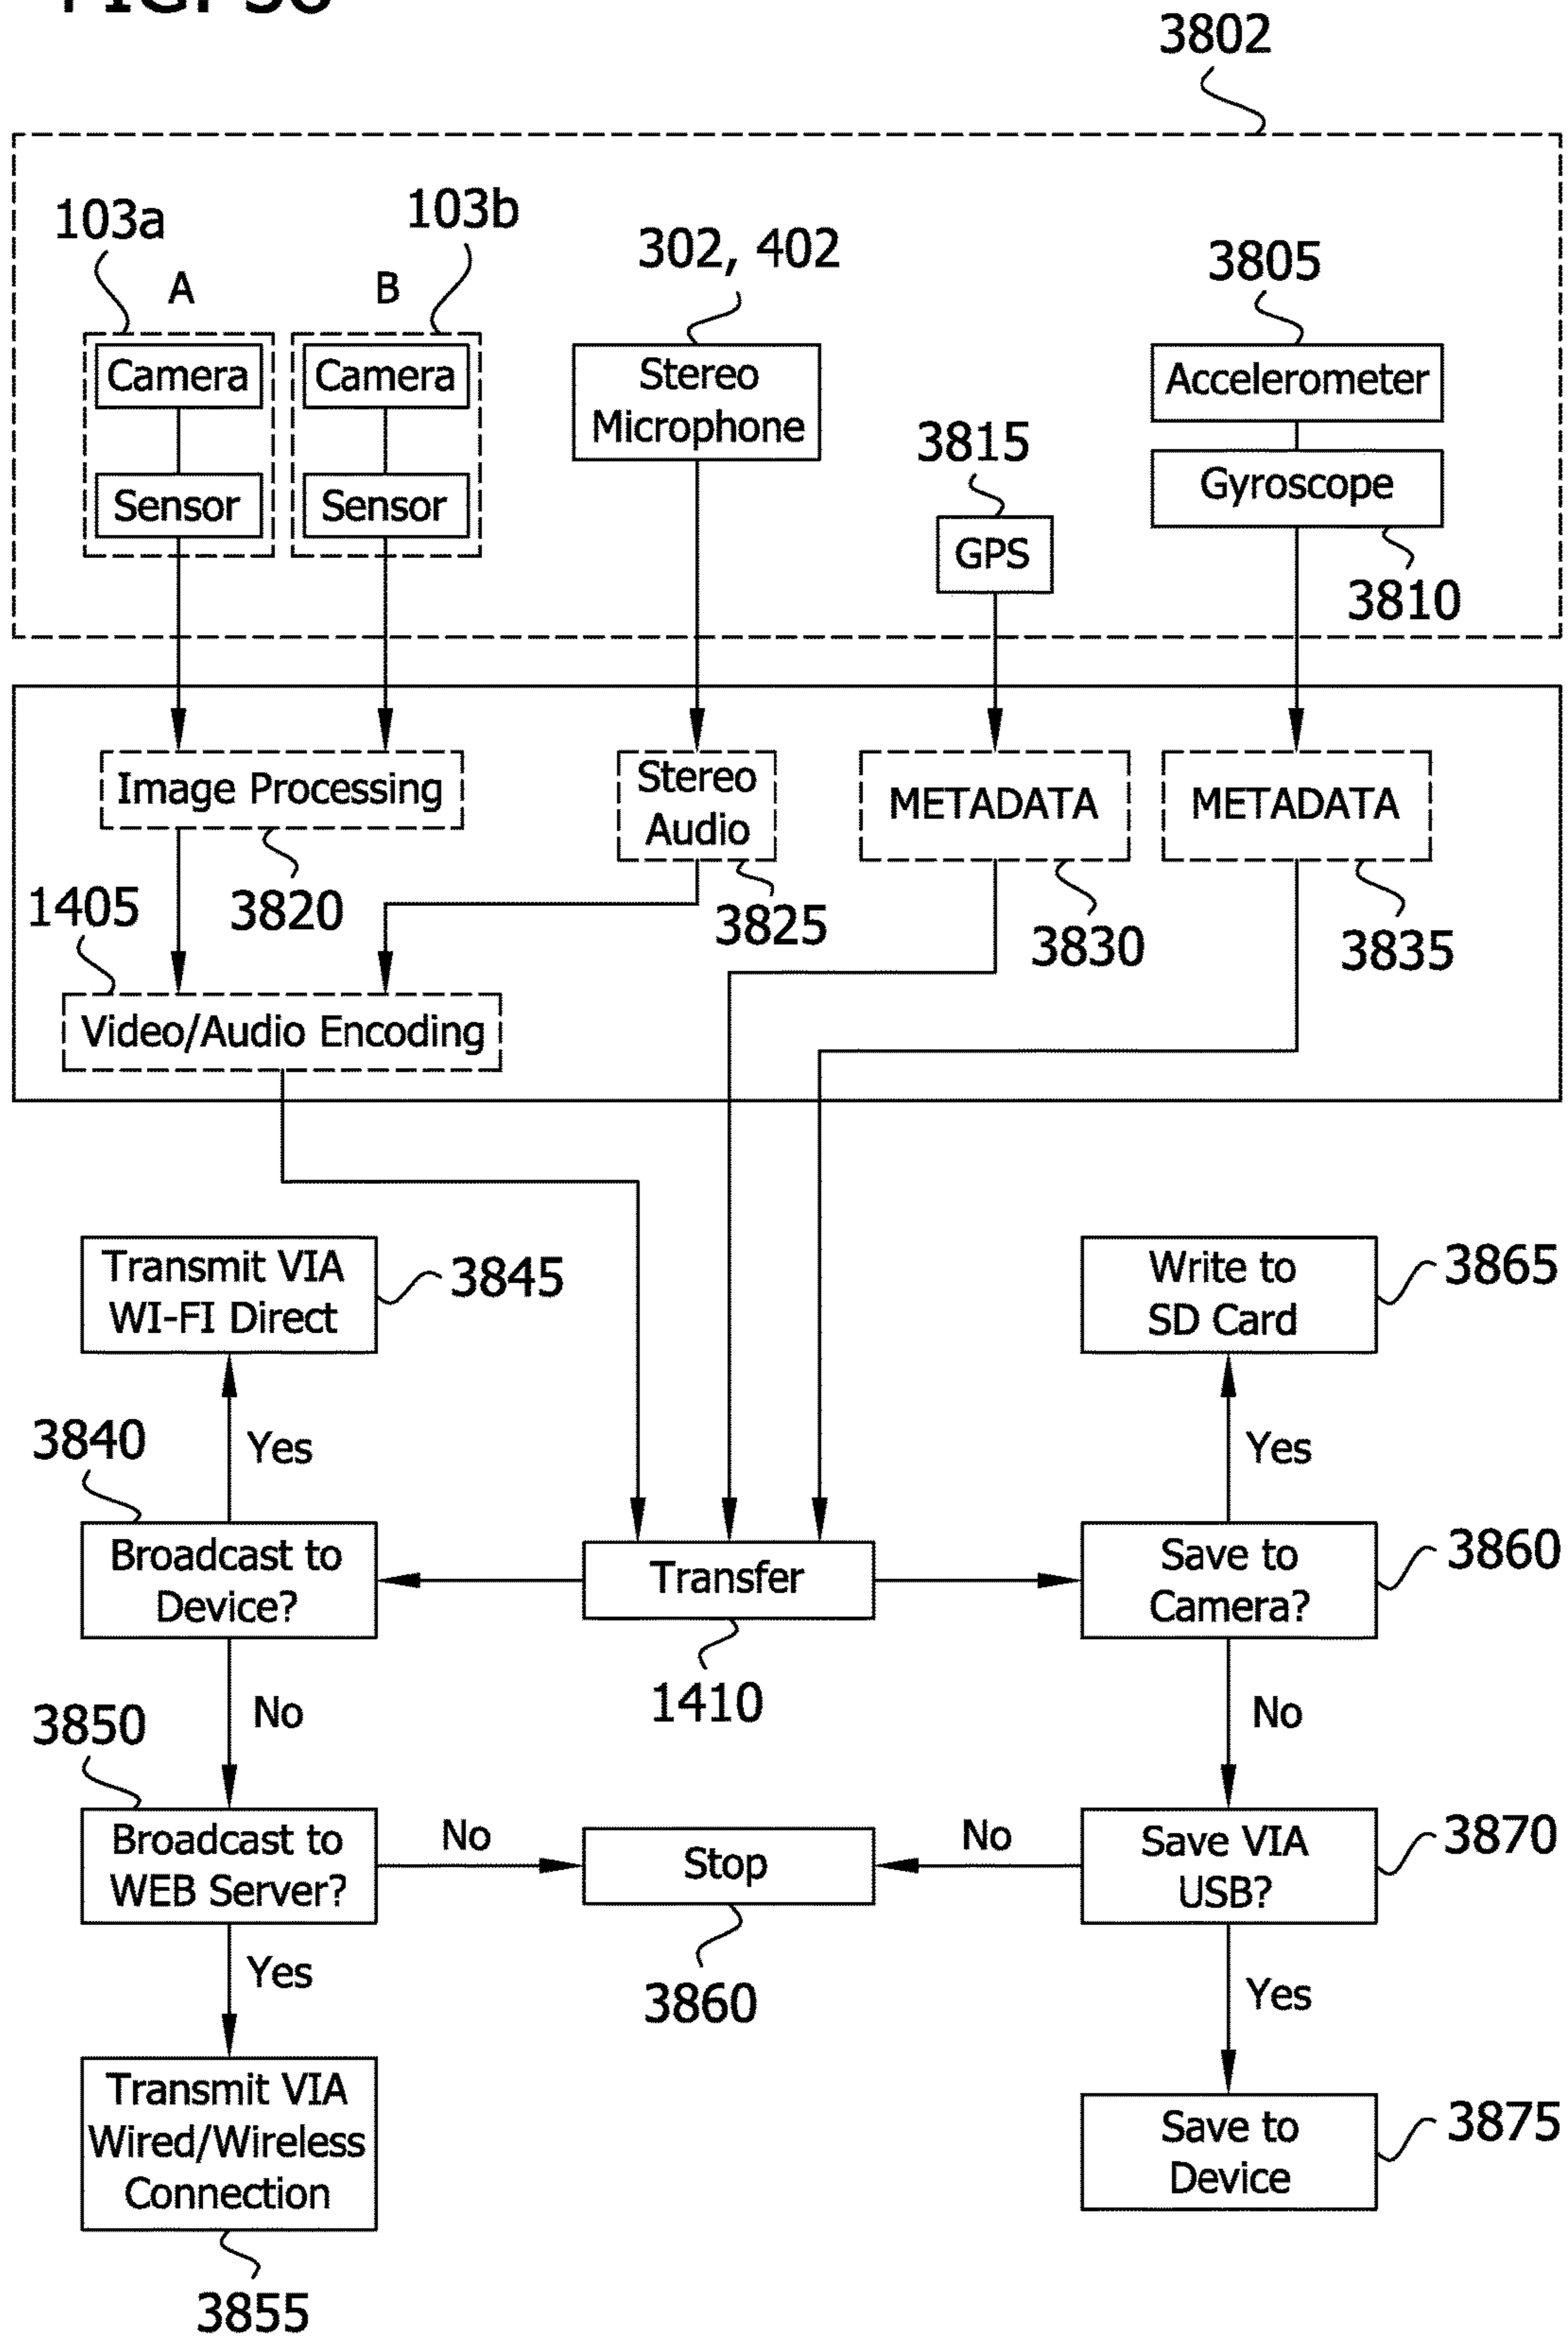 FIG. 38
3802
103a
103b
A
B
302, 402
3805
Camera
Camera
Stereo
Microphone
Accelerometer
3815
Sensor
Sensor
Gyroscope
GPS
3810
Image Processing
Stereo
Audio
METADATA
METADATA
1405
3820
3825
3830
3835
Video/Audio Encoding
Transmit VIA
WI-FI Direct
3845
Write to
SD Card
3865
3840
Yes
Yes
Broadcast to
Device?
Transfer
Save to
Camera?
3860
1410
3850
No
No
Broadcast to
WEB Server?
No
Stop
No
Save VIA
USB?
3870
Yes
3860
Yes
Transmit VIA
Wired/Wireless
Connection
Save to
Device
3875
3855